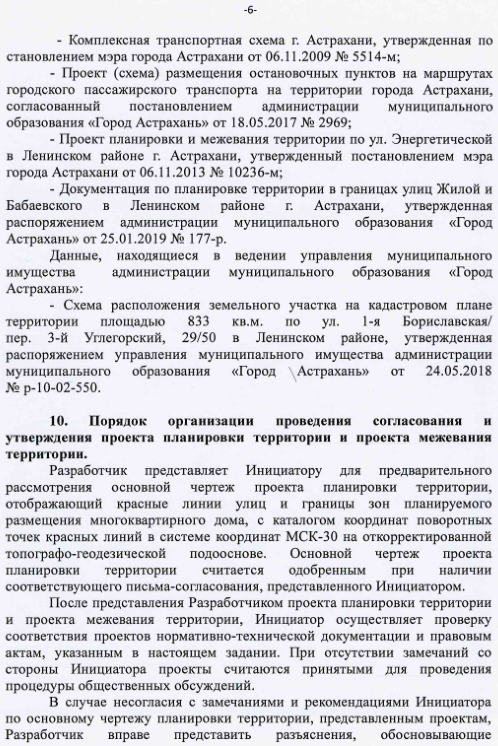 -6-
- Комплексная транспортная схема г. Астрахани, утвержденная по
становлением мэра города Астрахани от 06.11.2009 № 5514-м;
- Проект (схема) размещения остановочных пунктов на маршрутах
городского пассажирского транспорта на территории города Астрахани,
согласованный постановлением администрации муниципального
образования «Город Астрахань» от 18.05.2017 № 2969;
- Проект планировки и межевания территории по ул. Энергетической
в Ленинском районе г. Астрахани, утвержденный постановлением мэра
города Астрахани от 06.11.2013 № 10236-м;
- Документация по планировке территории в границах улиц Жилой и
Бабаевского в Ленинском районе г. Астрахани, утвержденная
распоряжением администрации муниципального образования «Город
Астрахань» от 25.01.2019 № 177-р.
Данные, находящиеся в ведении управления муниципального
имущества администрации муниципального образования «Город
Астрахань»:
- Схема расположения земельного участка на кадастровом плане
территории площадью 833 кв.м. по ул. 1-я Бориславская/
пер. 3-й Углегорский, 29/50 в Ленинском районе, утвержденная
распоряжением управления муниципального имущества администрации
муниципального образования «Город Астрахань» от 24.05.2018
№ р-10-02-550.
10. Порядок организации проведения согласования и
утверждения проекта планировки территории и проекта межевания
территории.
Разработчик представляет Инициатору для предварительного
рассмотрения основной чертеж проекта планировки территории,
отображающий красные линии улиц и границы зон планируемого
размещения многоквартирного дома, с каталогом координат поворотных
точек красных линий в системе координат МСК-30 на откорректированной
топографо-геодезической подооснове. Основной чертеж проекта
планировки территории считается одобренным при наличии
соответствующего письма-согласования, представленного Инициатором.
После представления Разработчиком проекта планировки территории
и проекта межевания территории, Инициатор осуществляет проверку
соответствия проектов нормативно-технической документации и правовым
актам, указанным в настоящем задании. При отсутствии замечаний со
стороны Инициатора проекты считаются принятыми для проведения
процедуры общественных обсуждений.
В случае несогласия с замечаниями и рекомендациями Инициатора
по основному чертежу планировки территории, представленным проектам,
Разработчик вправе представить разъяснения, обосновывающие